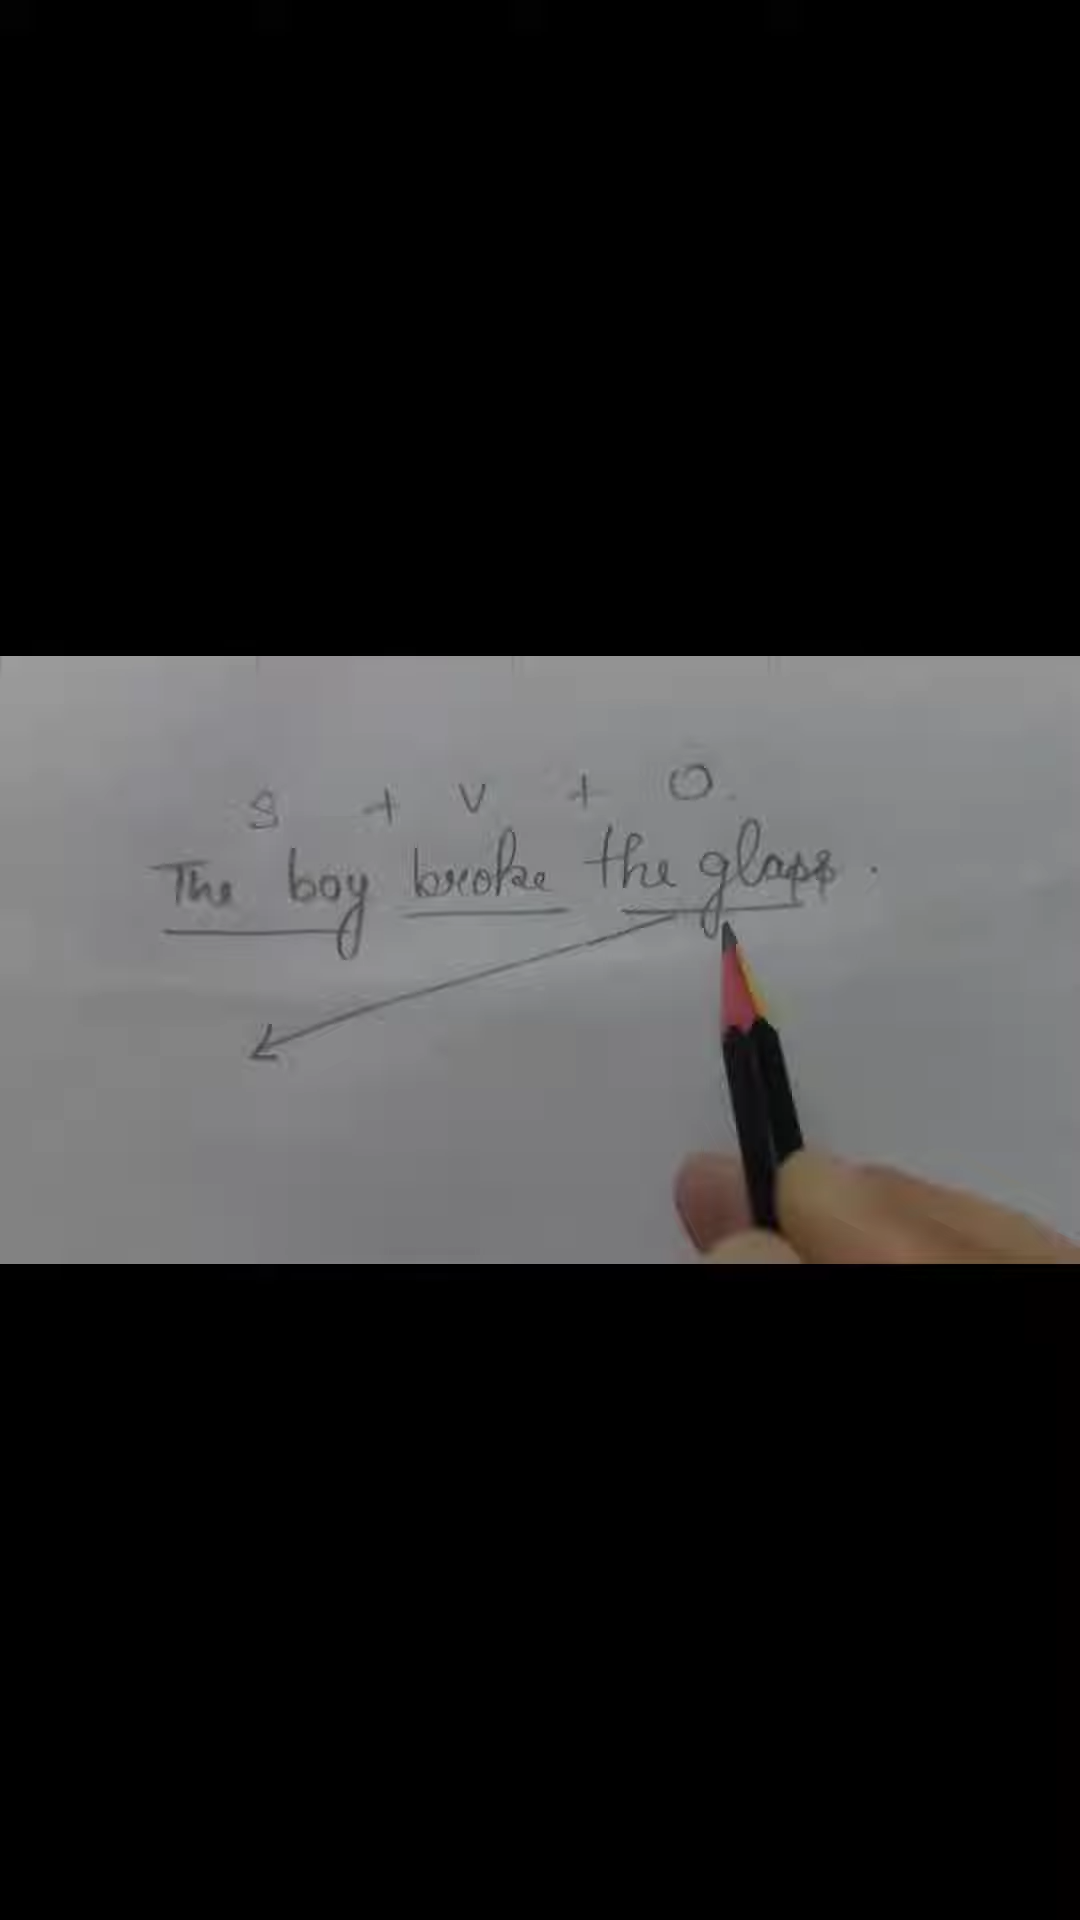 S + V + O.
The boy broke the glass.